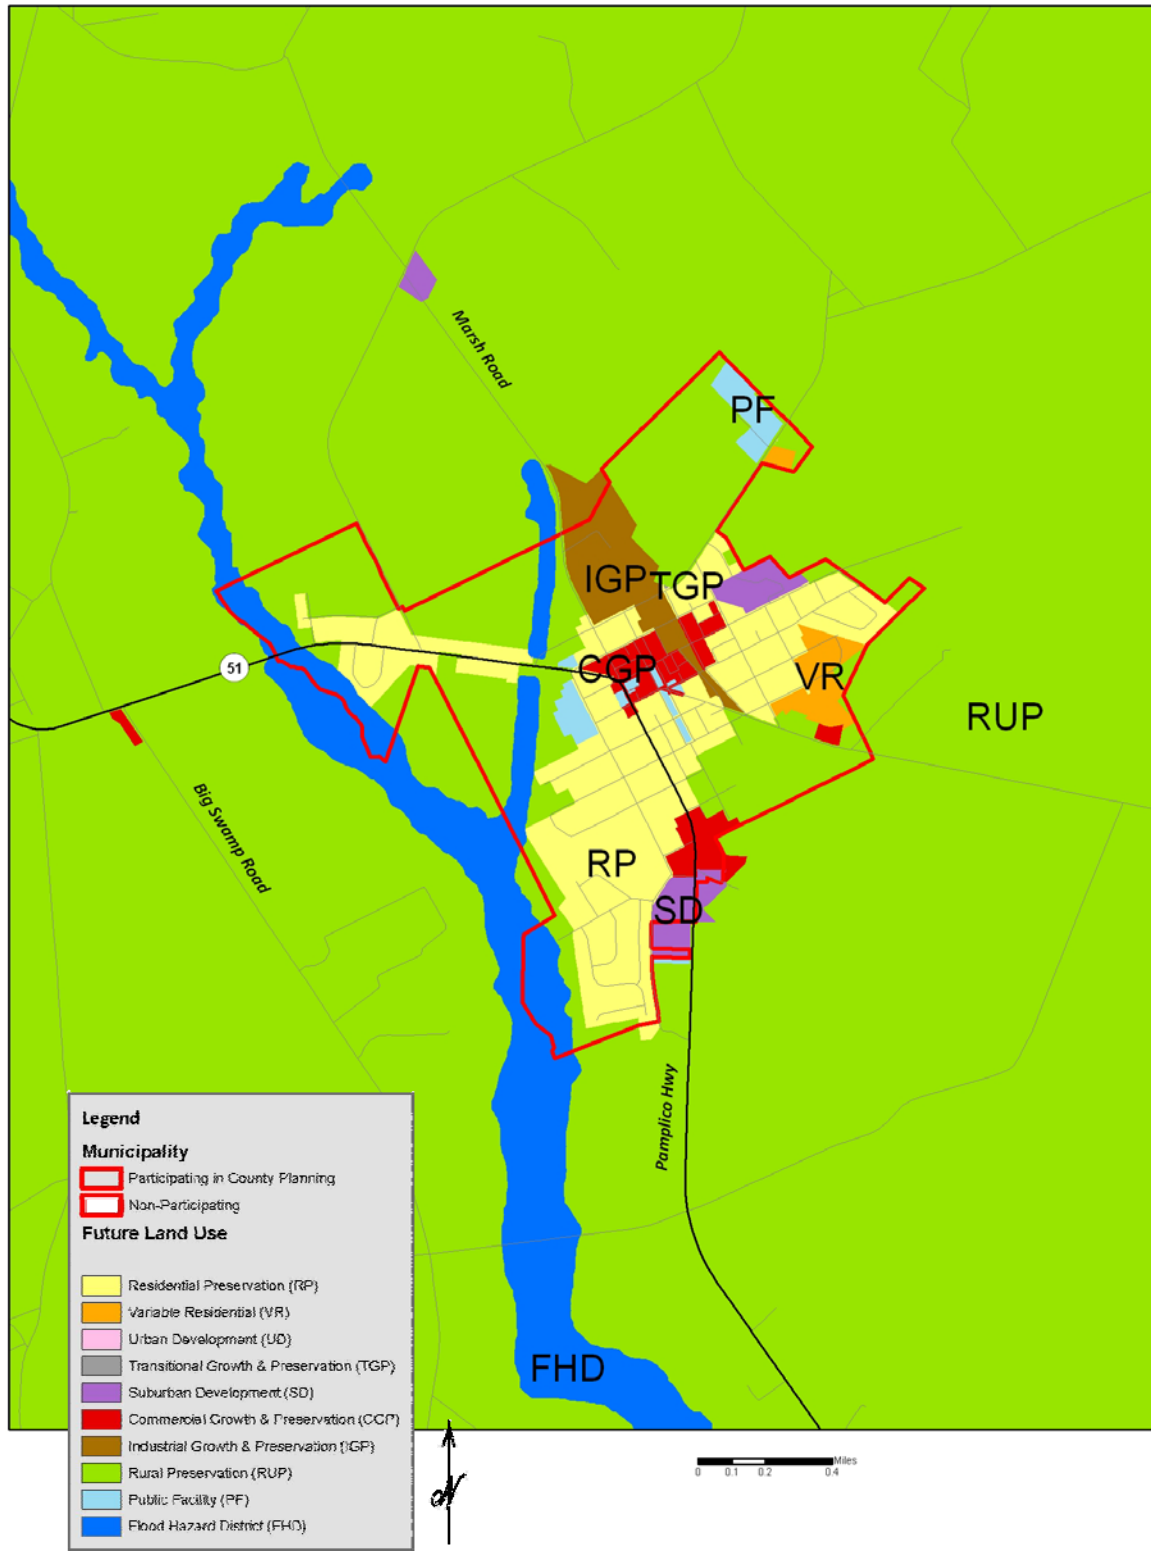 Marsh Road
PF
IGP
TGP
CGP
51
VR
RUP
Big Swamp Road
RP
SD
Pamplico Hwy
FHD
Legend
Municipality
Participating in County Planning
Non-Participating
Future Land Use
Residential Preservation (RP)
Variable Residential (VR)
Urban Development (UD)
Transitional Growth & Preservation (TGP)
Suburban Development (SD)
Commercial Growth & Preservation (CGP)
Industrial Growth & Preservation (IGP)
Rural Preservation (RUP)
Public Facility (PF)
Flood Hazard District (FHD)
N
Miles
0 0.1 0.2 0.4